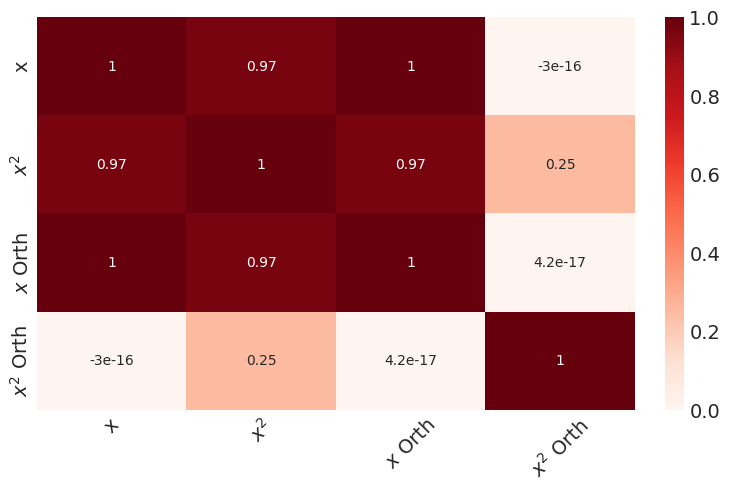 x 1 0.97 1 -3e-16
x² 0.97 1 0.97 0.25
x Orth 1 0.97 1 4.2e-17
x² Orth -3e-16 0.25 4.2e-17 1
x x² x Orth x² Orth
1.0
0.8
0.6
0.4
0.2
0.0